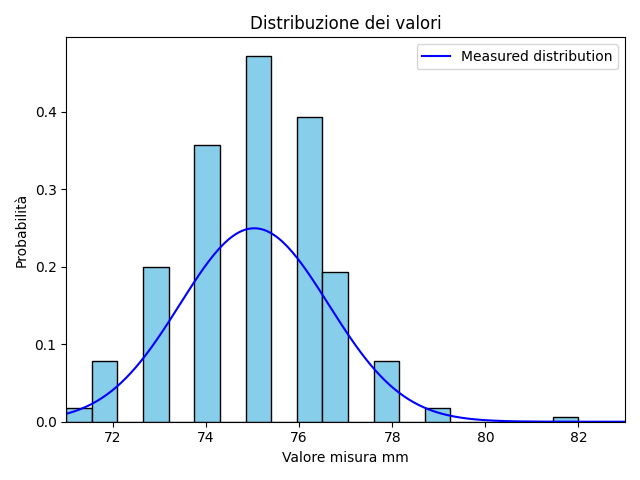 Distribuzione dei valori
Measured distribution
Probabilità
0.4
0.3
0.2
0.1
0.0
72 74 76 78 80 82
Valore misura mm